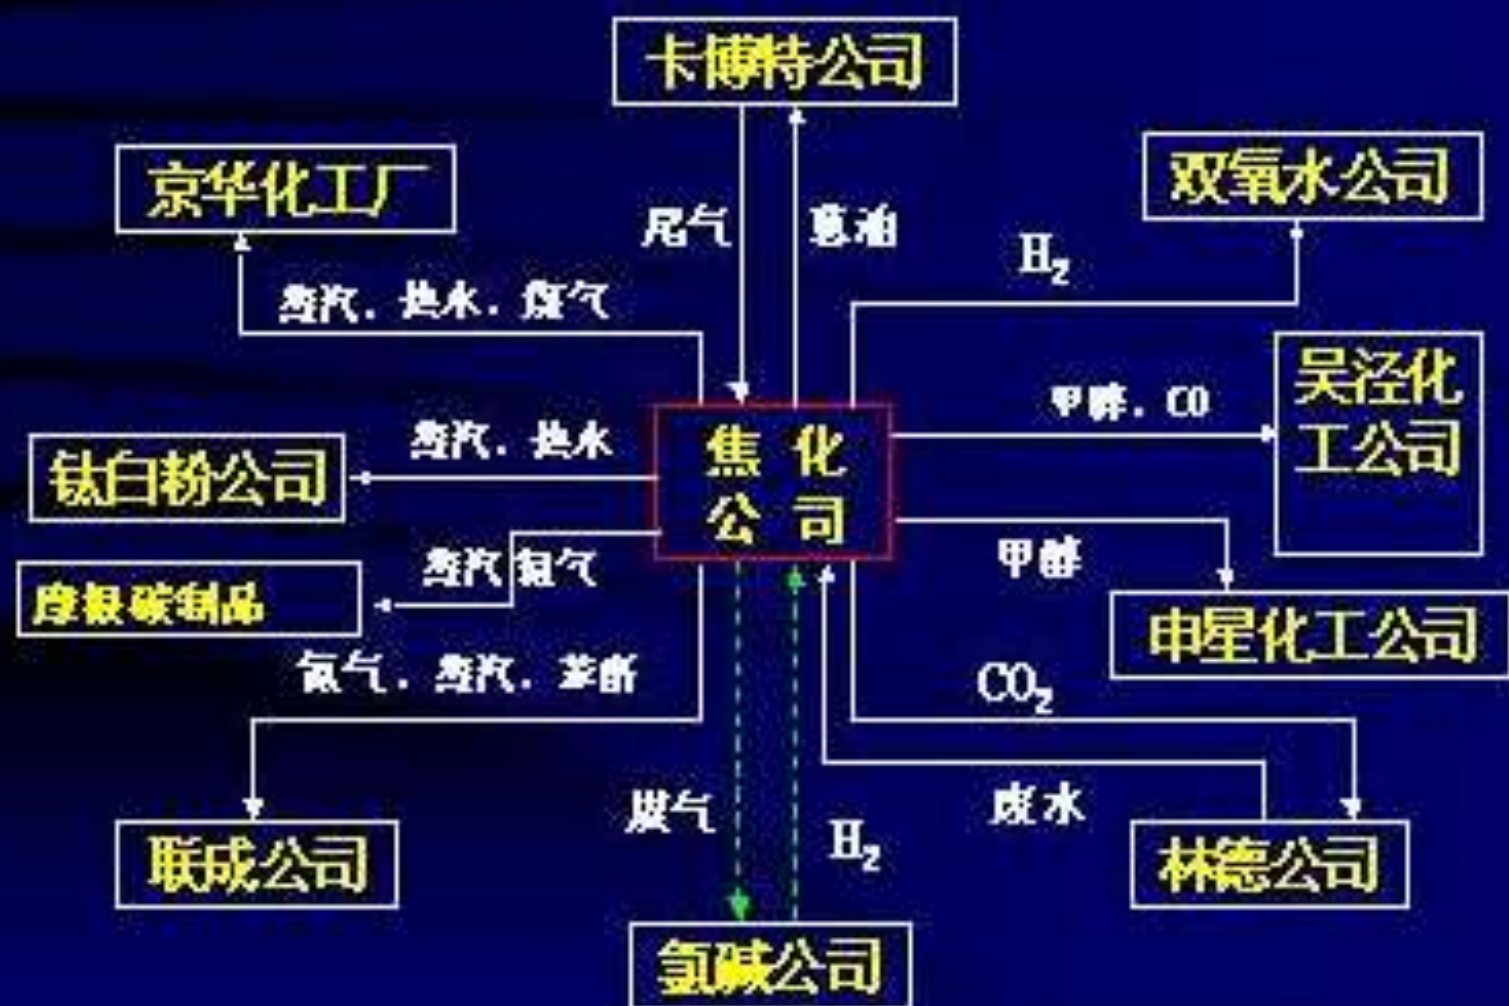 卡博特公司
京华化工厂
双氧水公司
尾气
蒽油
H₂
蒸汽．热水．煤气
吴泾化
工公司
甲醇．CO
蒸汽．热水
焦化
公司
钛白粉公司
甲醇
蒸汽
碳制品
申星化工公司
氮气．蒸汽．苯酐
CO₂
煤气
H₂
废水
联成公司
林德公司
氯碱公司